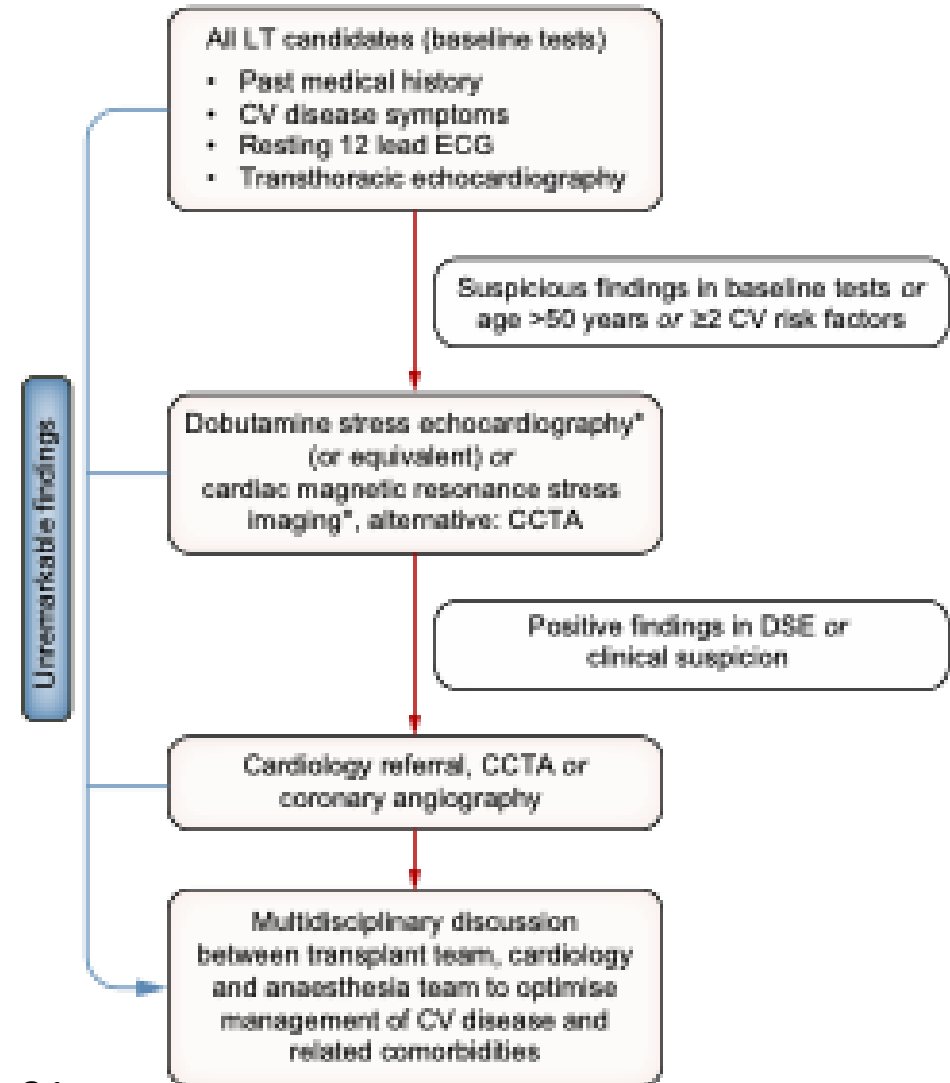 All LT candidates (baseline tests)
• Past medical history
• CV disease symptoms
• Resting 12 lead ECG
• Transthoracic echocardiography
Suspicious findings in baseline tests or
age >50 years or ≥2 CV risk factors
Unremarkable findings
Dobutamine stress echocardiography*
(or equivalent) or
cardiac magnetic resonance stress
imaging*, alternative: CCTA
Positive findings in DSE or
clinical suspicion
Cardiology referral, CCTA or
coronary angiography
Multidisciplinary discussion
between transplant team, cardiology
and anaesthesia team to optimise
management of CV disease and
related comorbidities